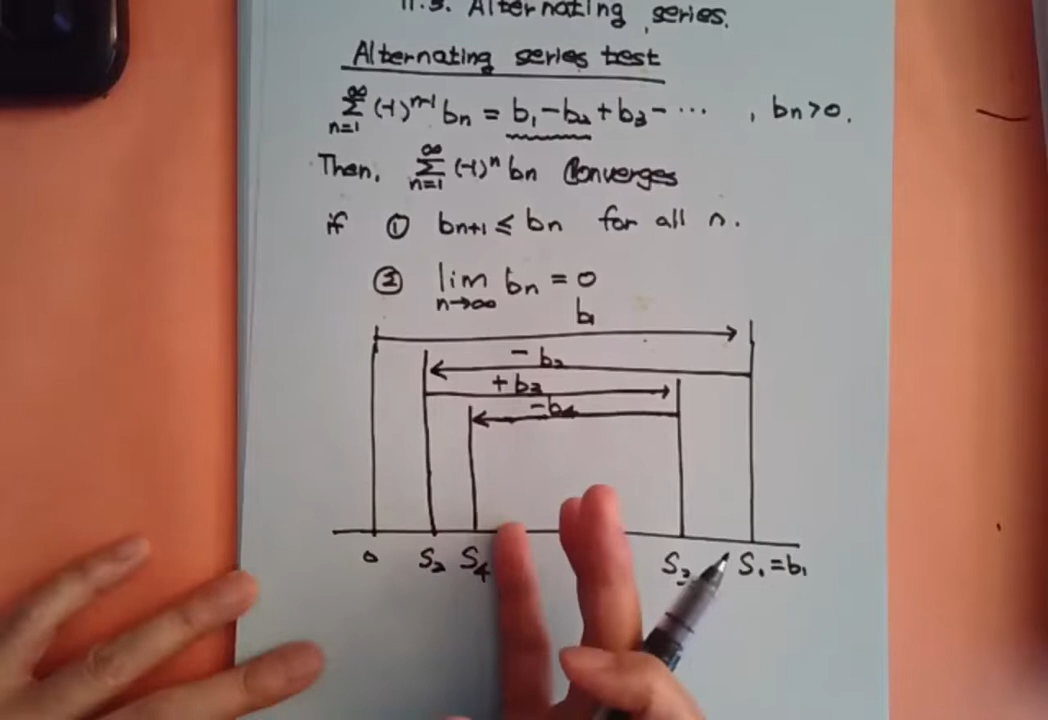 11.5. Alternating series.
Alternating series test
∞ Σ n=1 (-1)^{n-1} bn = b₁ - b₂ + b₃ - ⋯ , bn > 0.
Then, ∞ Σ n=1 (-1)^n bn Converges
if ① bn+1 ≤ bn for all n.
② lim n→∞ bn = 0
b₁
- b₂
+ b₃
- b₄
0 S₂ S₄ S₃ S₁ = b₁